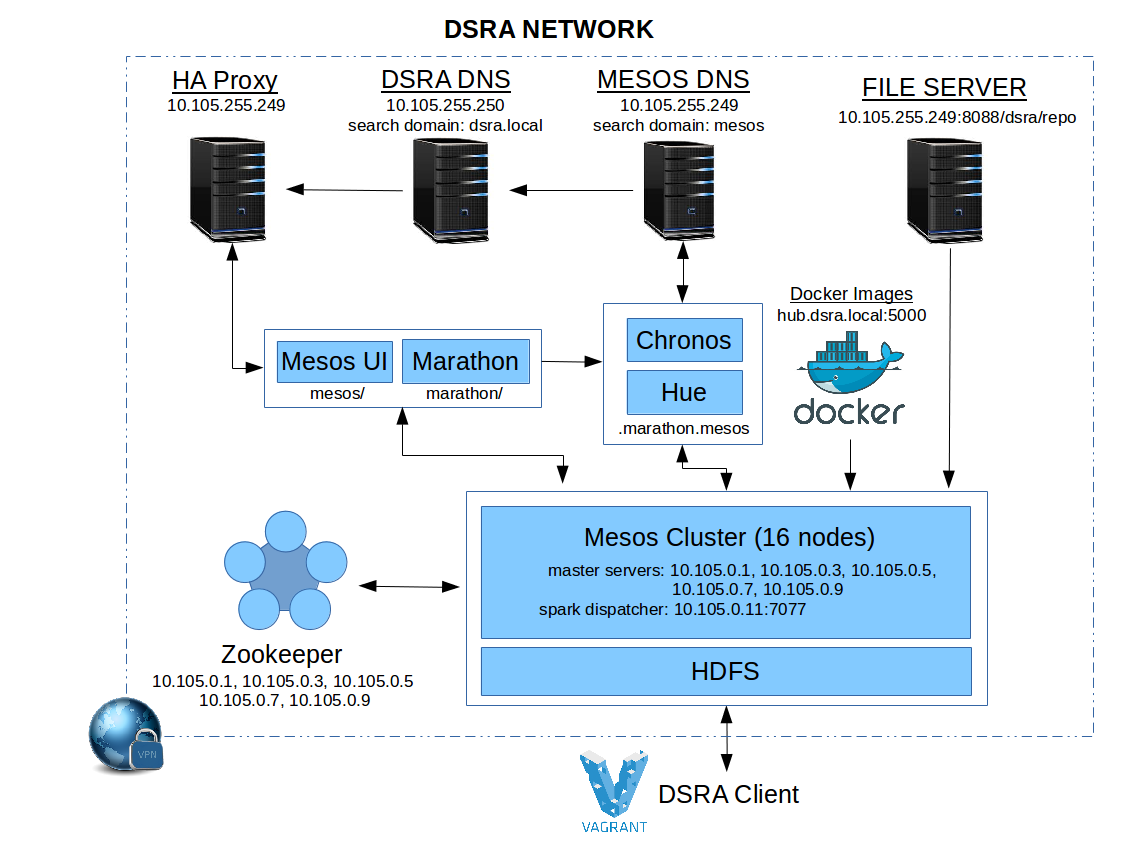 DSRA NETWORK
HA Proxy
10.105.255.249
DSRA DNS
10.105.255.250
search domain: dsra.local
MESOS DNS
10.105.255.249
search domain: mesos
FILE SERVER
10.105.255.249:8088/dsra/repo
Docker Images
hub.dsra.local:5000
docker
Mesos UI
mesos/
Marathon
marathon/
Chronos
Hue
.marathon.mesos
Mesos Cluster (16 nodes)
master servers: 10.105.0.1, 10.105.0.3, 10.105.0.5,
10.105.0.7, 10.105.0.9
spark dispatcher: 10.105.0.11:7077
HDFS
Zookeeper
10.105.0.1, 10.105.0.3, 10.105.0.5
10.105.0.7, 10.105.0.9
VPN
VAGRANT
DSRA Client